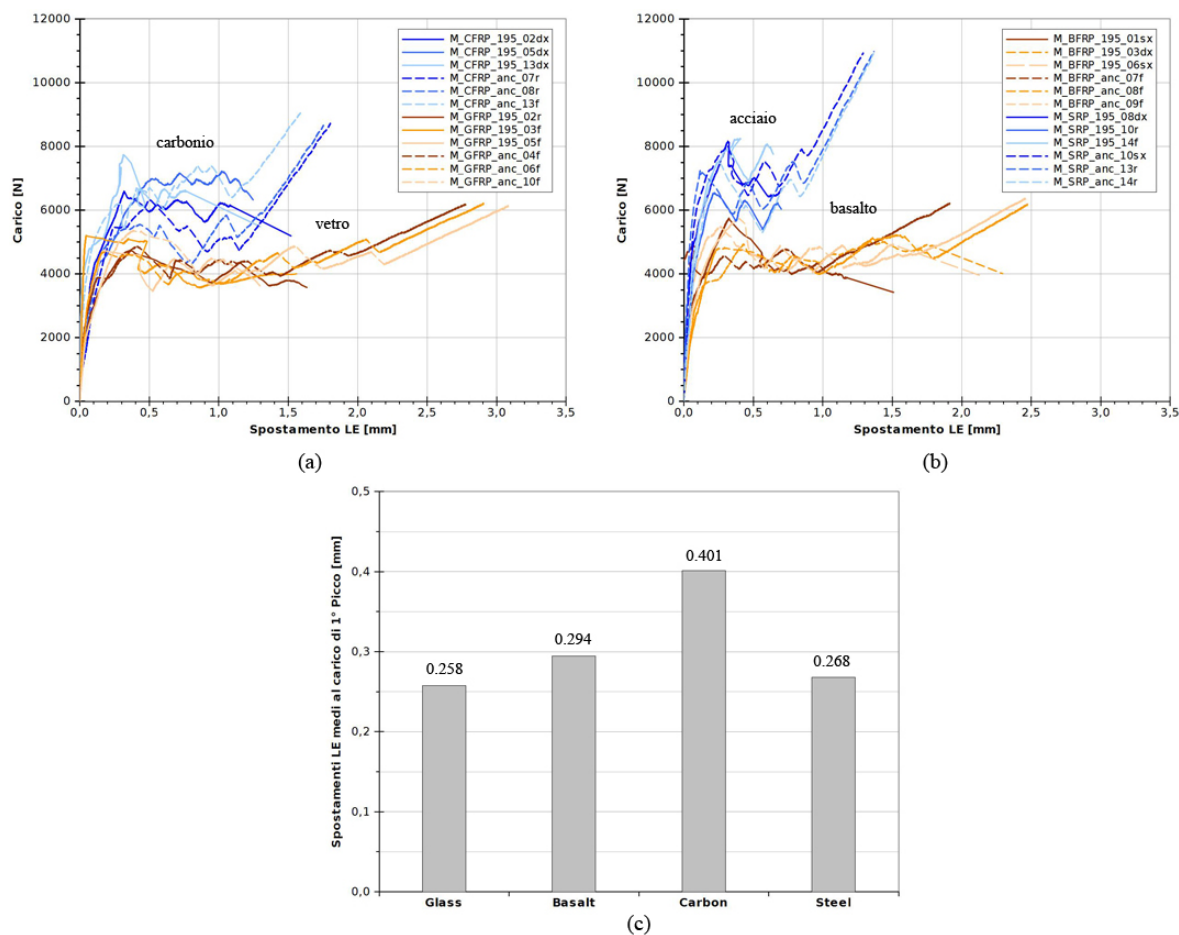 12000
10000
8000
6000
4000
2000
0
Carico [N]
0,0 0,5 1,0 1,5 2,0 2,5 3,0 3,5
Spostamento LE [mm]
carbonio
vetro
M_CFRP_195_02dx
M_CFRP_195_05dx
M_CFRP_195_13dx
M_CFRP_anc_07r
M_CFRP_anc_08r
M_CFRP_anc_13f
M_GFRP_195_02r
M_GFRP_195_03f
M_GFRP_195_05f
M_GFRP_anc_04f
M_GFRP_anc_06f
M_GFRP_anc_10f
(a)
12000
10000
8000
6000
4000
2000
0
Carico [N]
0,0 0,5 1,0 1,5 2,0 2,5 3,0 3,5
Spostamento LE [mm]
acciaio
basalto
M_BFRP_195_01sx
M_BFRP_195_03dx
M_BFRP_195_06sx
M_BFRP_anc_07f
M_BFRP_anc_08f
M_BFRP_anc_09f
M_SRP_195_08dx
M_SRP_195_10r
M_SRP_195_14f
M_SRP_anc_10sx
M_SRP_anc_13r
M_SRP_anc_14r
(b)
0,5
0,4
0,3
0,2
0,1
0,0
Spostamenti LE medi al carico di 1° Picco [mm]
0.258
0.294
0.401
0.268
Glass Basalt Carbon Steel
(c)